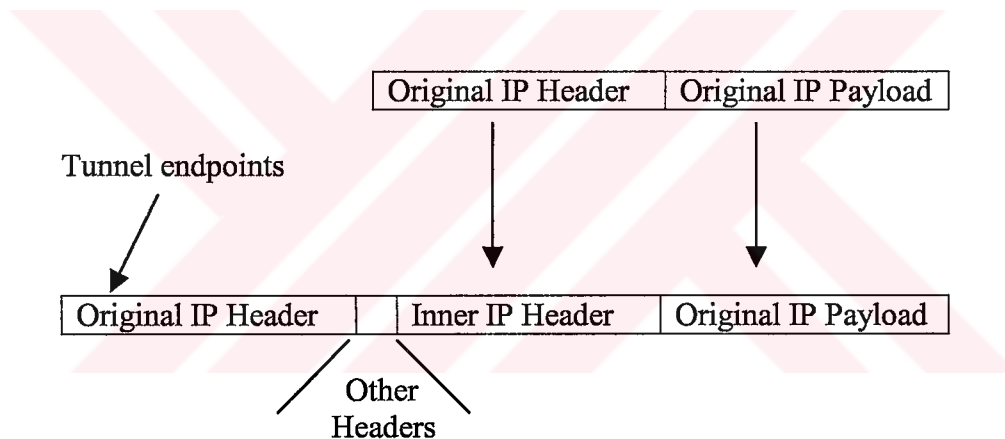 Original IP Header Original IP Payload
Tunnel endpoints
Original IP Header Inner IP Header Original IP Payload
Other
Headers